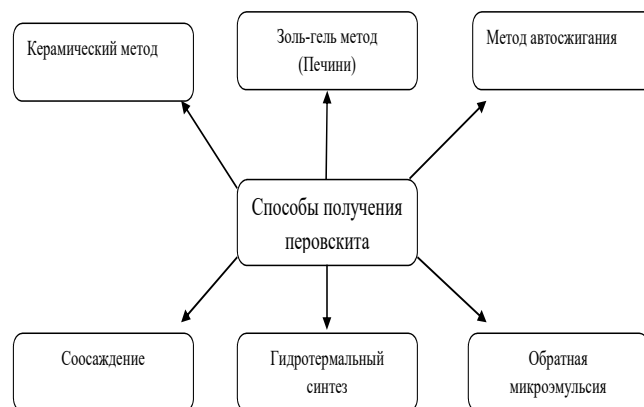 Керамический метод
Золь-гель метод
(Печини)
Метод автосжигания
Способы получения
перовскита
Соосаждение
Гидротермальный
синтез
Обратная
микроэмульсия